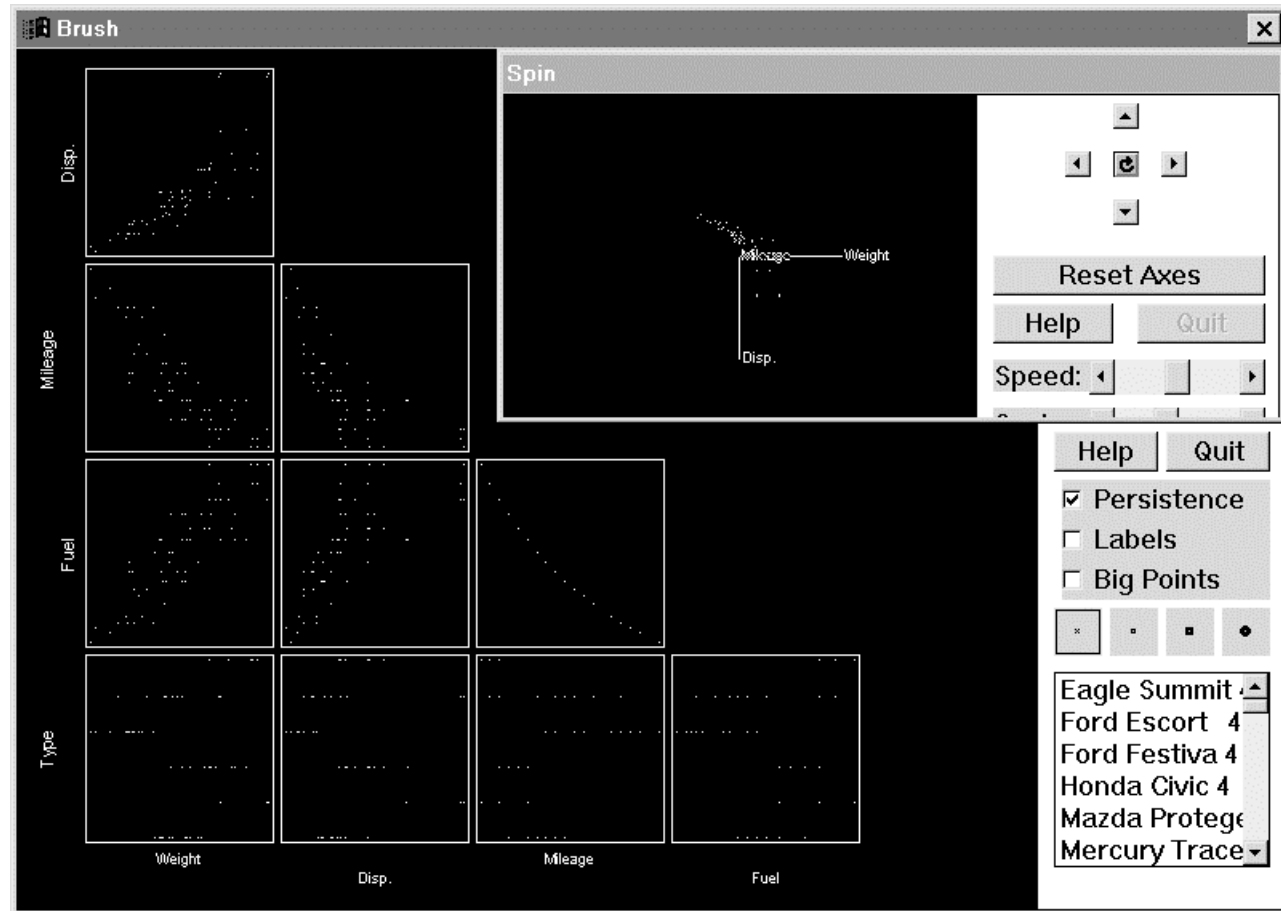 Brush
Spin
Disp.
Mileage
Weight
Disp.
Reset Axes
Help Quit
Speed:
Mileage
Help Quit
Persistence
Labels
Big Points
Fuel
Eagle Summit 4
Ford Escort 4
Ford Festiva 4
Honda Civic 4
Mazda Protege
Mercury Trace
Type
Weight
Mileage
Disp.
Fuel